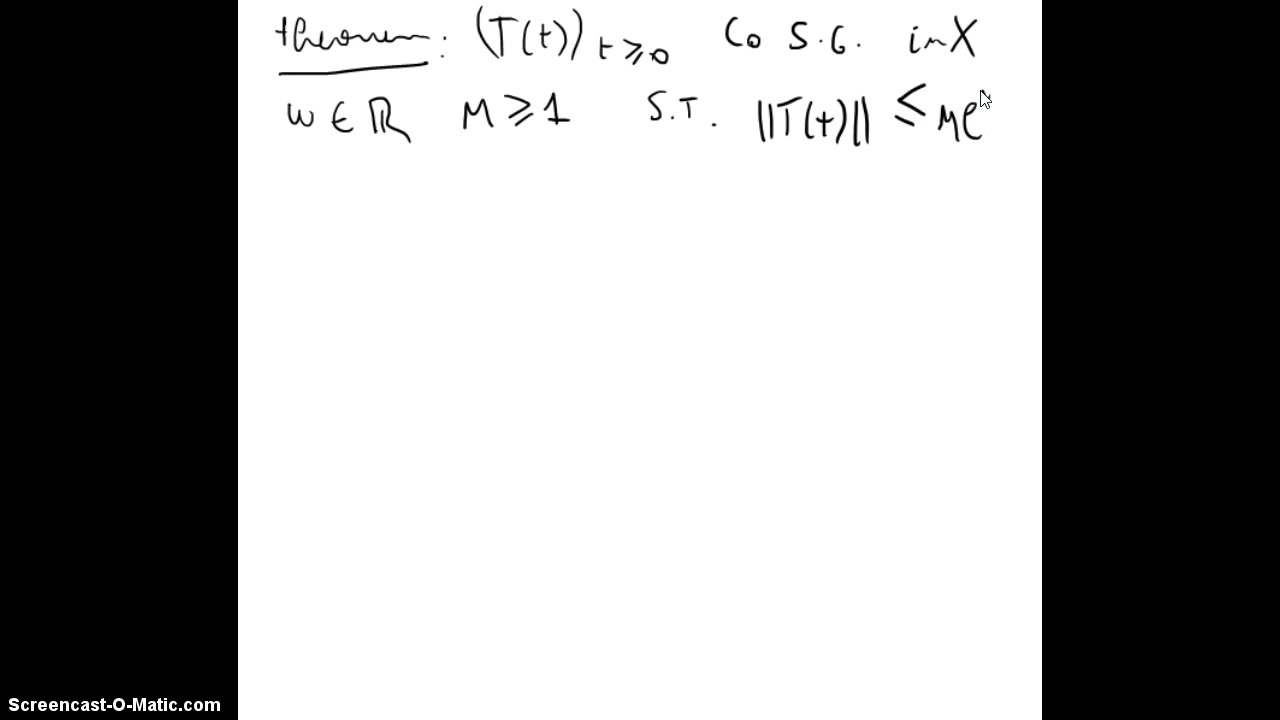 theorem: (T(t))_{t⩾0} C₀ S.G. in X
w ∈ ℝ M ⩾ 1 S.T. ||T(t)|| ≤ Me
Screencast-O-Matic.com